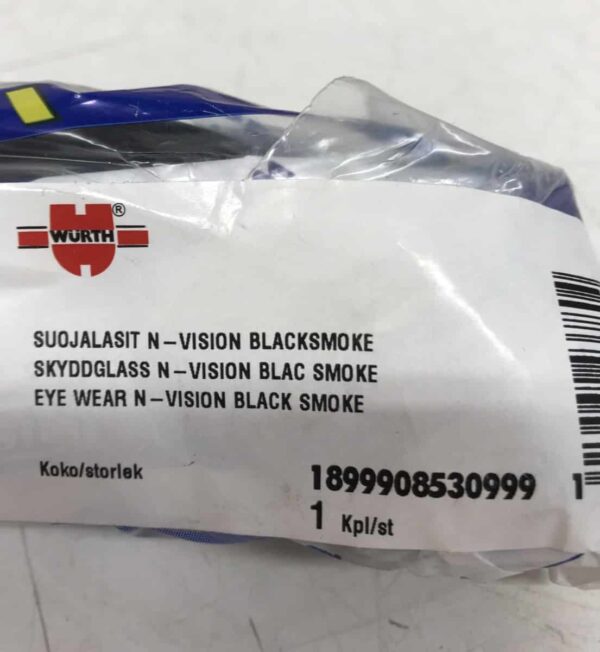 WÜRTH®
SUOJALASIT N–VISION BLACKSMOKE
SKYDDGLASS N–VISION BLAC SMOKE
EYE WEAR N–VISION BLACK SMOKE
Koko/storlek
1899908530999
1 Kpl/st
1